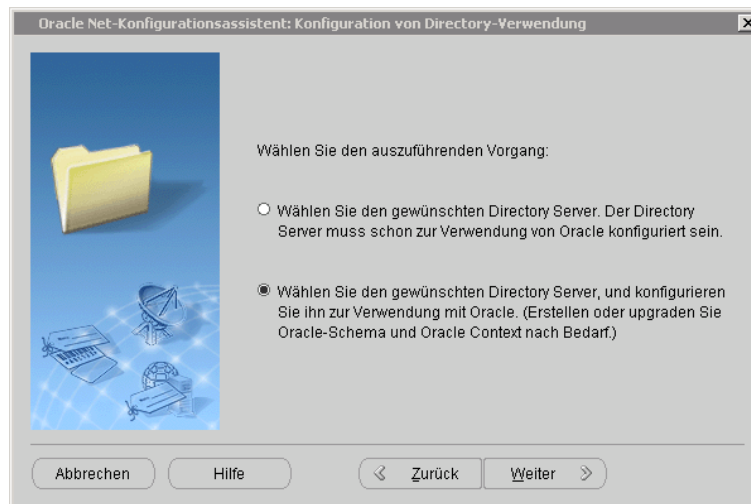 Oracle Net-Konfigurationsassistent: Konfiguration von Directory-Verwendung
Wählen Sie den auszuführenden Vorgang:
Wählen Sie den gewünschten Directory Server. Der Directory
Server muss schon zur Verwendung von Oracle konfiguriert sein.
Wählen Sie den gewünschten Directory Server, und konfigurieren
Sie ihn zur Verwendung mit Oracle. (Erstellen oder upgraden Sie
Oracle-Schema und Oracle Context nach Bedarf.)
Abbrechen Hilfe Zurück Weiter